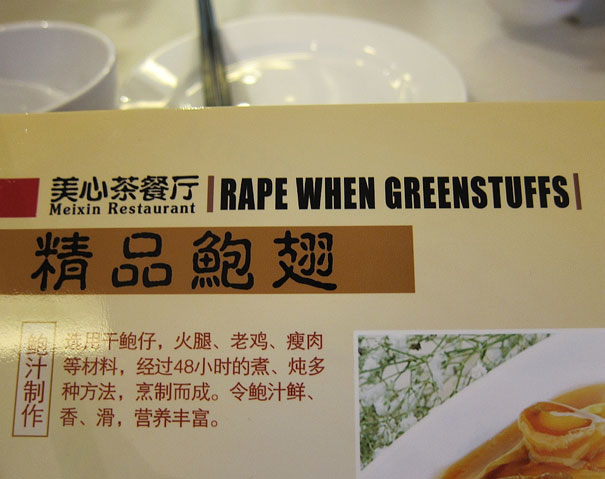 美心茶餐厅
Meixin Restaurant
RAPE WHEN GREENSTUFFS
精品鲍翅
鲍汁制作
选用干鲍仔，火腿、老鸡、瘦肉
等材料，经过48小时的煮、炖多
种方法，烹制而成。令鲍汁鲜、
香、滑，营养丰富。